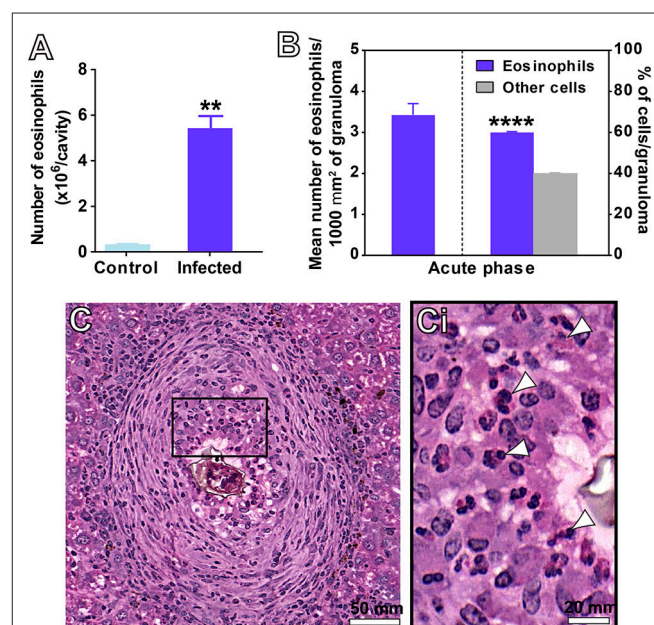 A
Number of eosinophils
(x10⁶/cavity)
8
6
4
2
0
**
Control
Infected
B
Mean number of eosinophils/
1000 mm² of granuloma
5
4
3
2
1
0
Eosinophils
Other cells
****
100
80
60
40
20
0
% of cells/granuloma
Acute phase
C
50 mm
Ci
20 mm